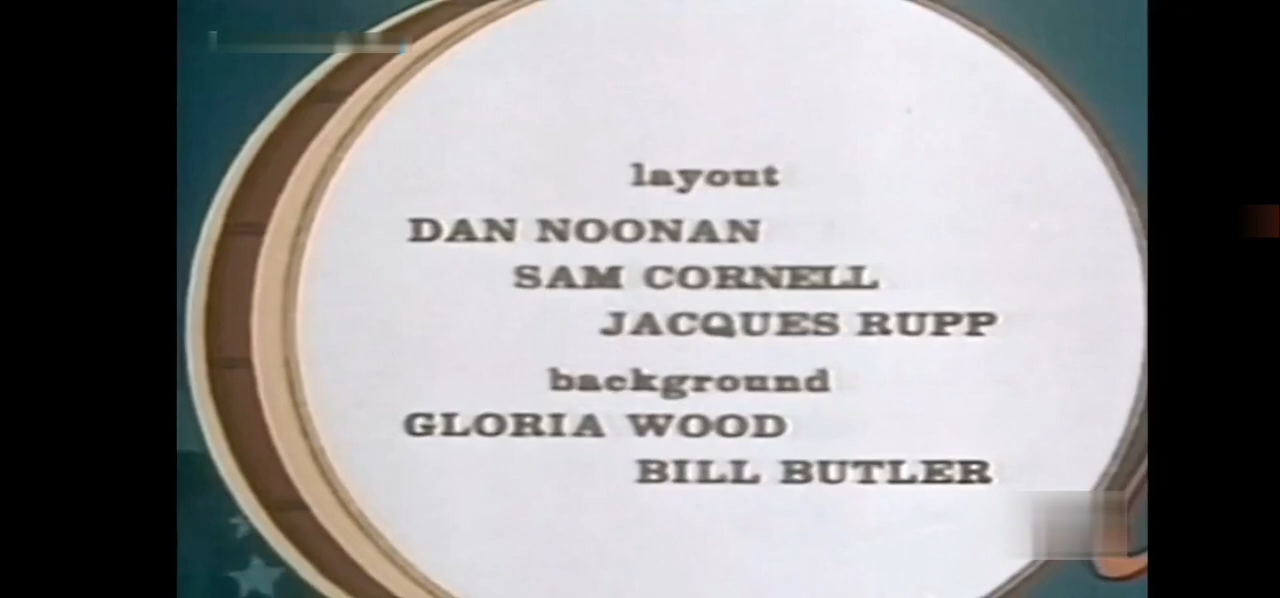 layout
DAN NOONAN
SAM CORNELL
JACQUES RUPP
background
GLORIA WOOD
BILL BUTLER